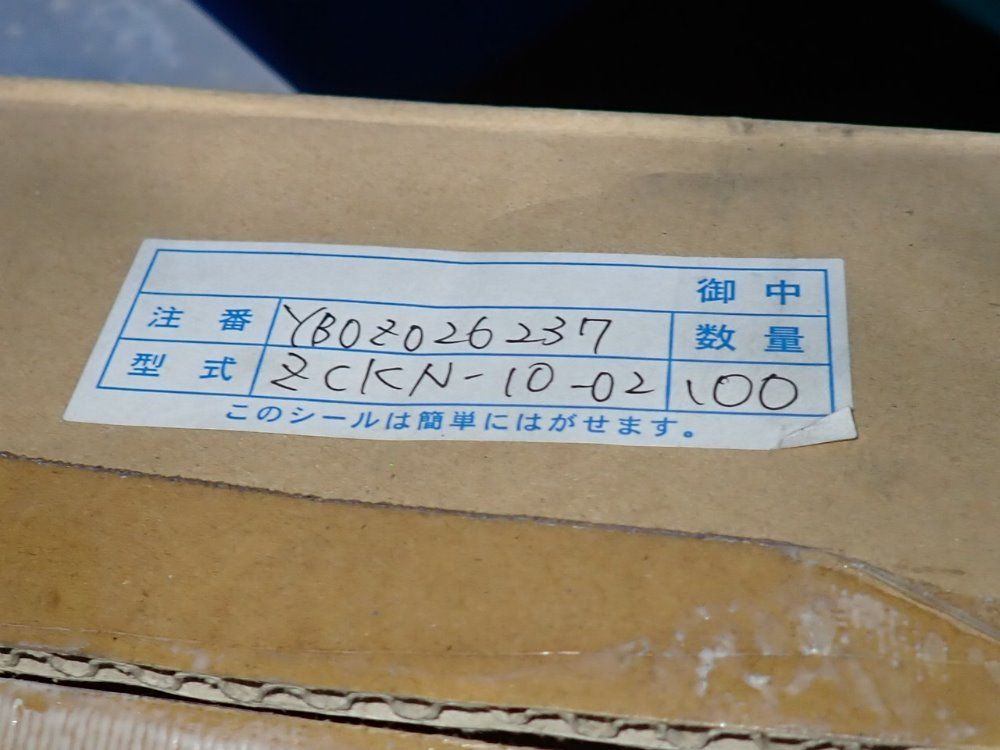 御中
注番 YBOZ026237 数量
型式 ZCKN-10-02 100
このシールは簡単にはがせます。